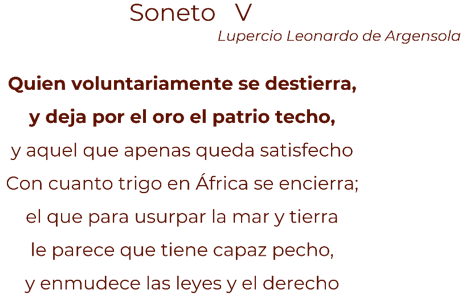 Soneto V
Lupercio Leonardo de Argensola
Quien voluntariamente se destierra,
y deja por el oro el patrio techo,
y aquel que apenas queda satisfecho
Con cuanto trigo en África se encierra;
el que para usurpar la mar y tierra
le parece que tiene capaz pecho,
y enmudece las leyes y el derecho